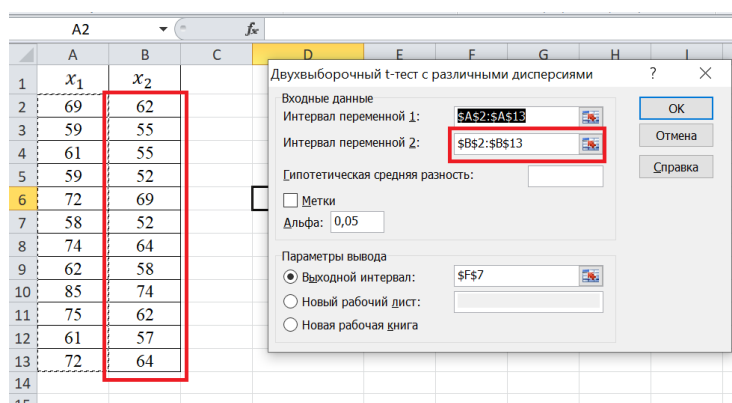 A2 fx
A B C D E F G H I
Двухвыборочный t-тест с различными дисперсиями ? ×
Входные данные
Интервал переменной 1: $A$2:$A$13 ОК
Интервал переменной 2: $B$2:$B$13 Отмена
Гипотетическая средняя разность: Справка
Метки
Альфа: 0,05
Параметры вывода
Выходной интервал: $F$7
Новый рабочий лист:
Новая рабочая книга
1 x₁ x₂
2 69 62
3 59 55
4 61 55
5 59 52
6 72 69
7 58 52
8 74 64
9 62 58
10 85 74
11 75 62
12 61 57
13 72 64
14
15